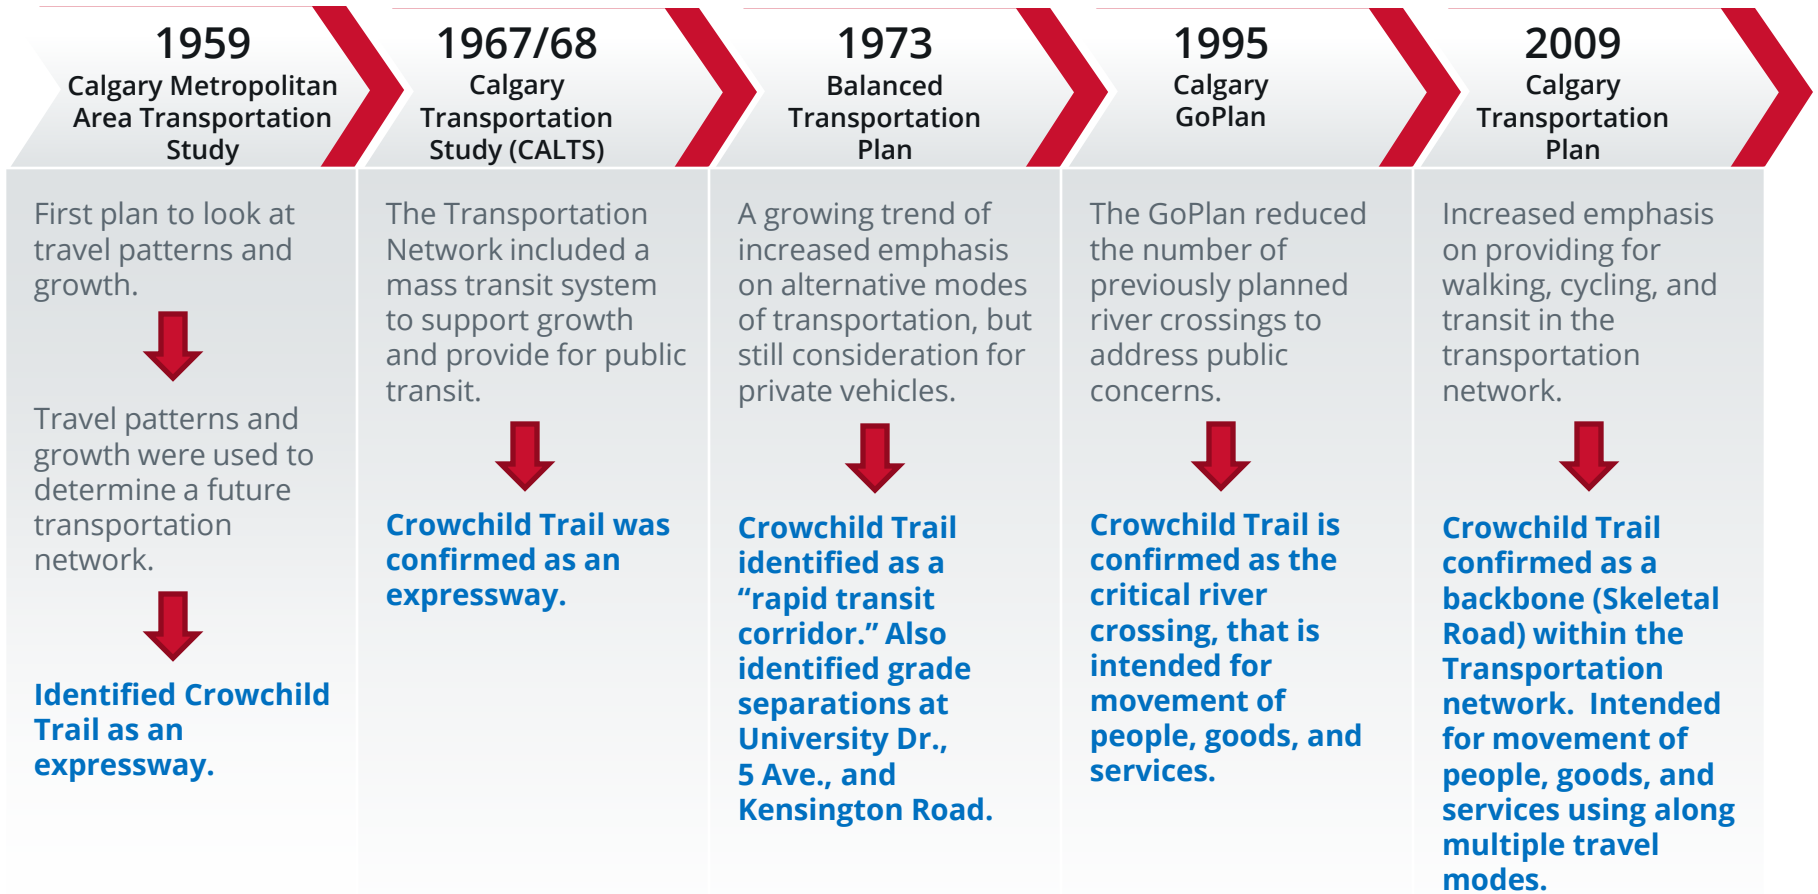 1959
Calgary Metropolitan
Area Transportation
Study
First plan to look at
travel patterns and
growth.
Travel patterns and
growth were used to
determine a future
transportation
network.
Identified Crowchild
Trail as an
expressway.
1967/68
Calgary
Transportation
Study (CALTS)
The Transportation
Network included a
mass transit system
to support growth
and provide for public
transit.
Crowchild Trail was
confirmed as an
expressway.
1973
Balanced
Transportation
Plan
A growing trend of
increased emphasis
on alternative modes
of transportation, but
still consideration for
private vehicles.
Crowchild Trail
identified as a
“rapid transit
corridor.” Also
identified grade
separations at
University Dr.,
5 Ave., and
Kensington Road.
1995
Calgary
GoPlan
The GoPlan reduced
the number of
previously planned
river crossings to
address public
concerns.
Crowchild Trail is
confirmed as the
critical river
crossing, that is
intended for
movement of
people, goods, and
services.
2009
Calgary
Transportation
Plan
Increased emphasis
on providing for
walking, cycling, and
transit in the
transportation
network.
Crowchild Trail
confirmed as a
backbone (Skeletal
Road) within the
Transportation
network.  Intended
for movement of
people, goods, and
services using along
multiple travel
modes.